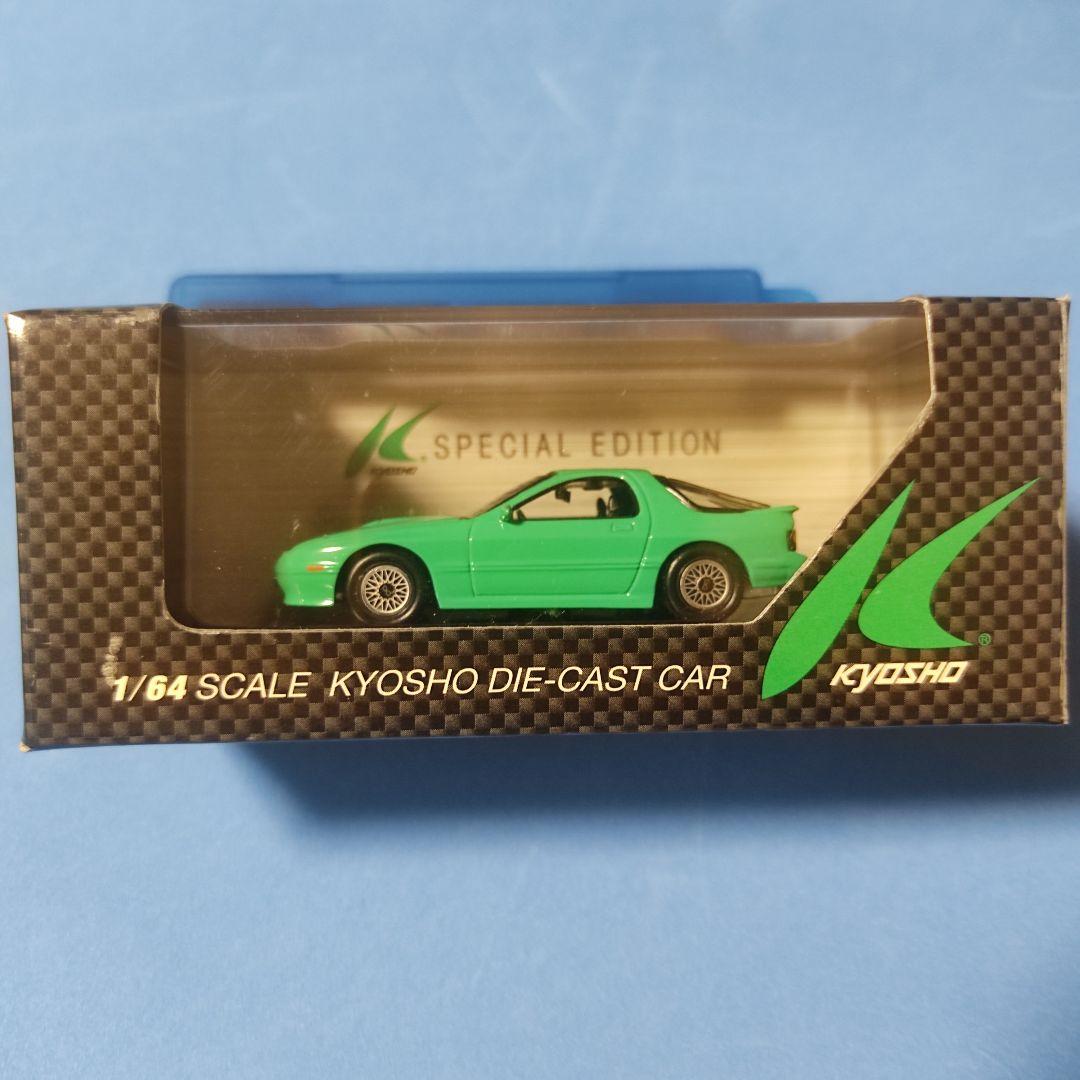 SPECIAL EDITION
KYOSHO
1/64 SCALE KYOSHO DIE-CAST CAR
KYOSHO
®